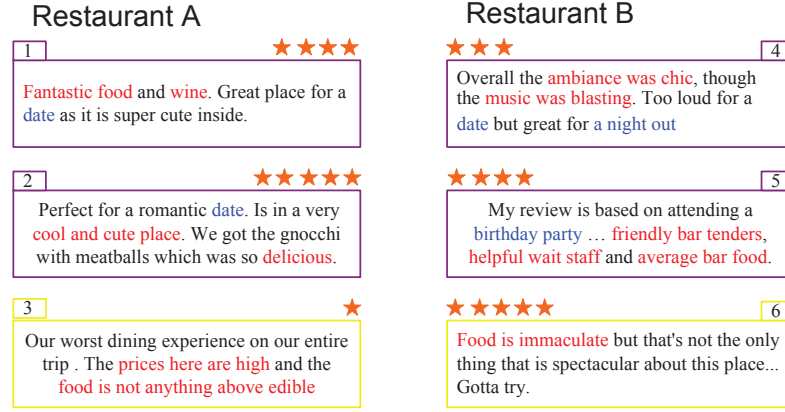 Restaurant A
1
Fantastic food and wine. Great place for a
date as it is super cute inside.
2
Perfect for a romantic date. Is in a very
cool and cute place. We got the gnocchi
with meatballs which was so delicious.
3
Our worst dining experience on our entire
trip . The prices here are high and the
food is not anything above edible
Restaurant B
4
Overall the ambiance was chic, though
the music was blasting. Too loud for a
date but great for a night out
5
My review is based on attending a
birthday party … friendly bar tenders,
helpful wait staff and average bar food.
6
Food is immaculate but that's not the only
thing that is spectacular about this place...
Gotta try.